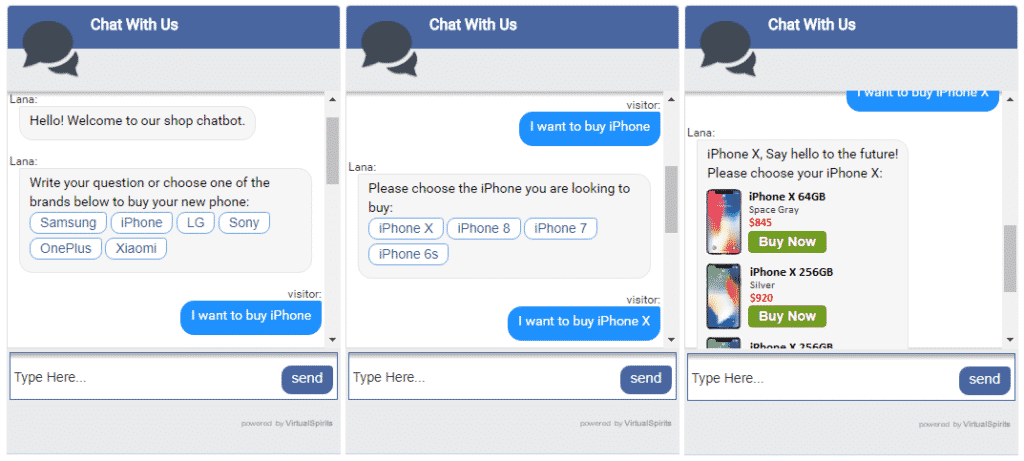 Chat With Us
Lana:
Hello! Welcome to our shop chatbot.
Lana:
Write your question or choose one of the
brands below to buy your new phone:
Samsung iPhone LG Sony
OnePlus Xiaomi
visitor:
I want to buy iPhone
Type Here...
send
powered by VirtualSpirits
Chat With Us
visitor:
I want to buy iPhone
Lana:
Please choose the iPhone you are looking to
buy:
iPhone X iPhone 8 iPhone 7
iPhone 6s
visitor:
I want to buy iPhone X
Type Here...
send
powered by VirtualSpirits
Chat With Us
I want to buy iPhone X
Lana:
iPhone X, Say hello to the future!
Please choose your iPhone X:
iPhone X 64GB
Space Gray
$845
Buy Now
iPhone X 256GB
Silver
$920
Buy Now
iPhone X 256GB
Type Here...
send
powered by VirtualSpirits